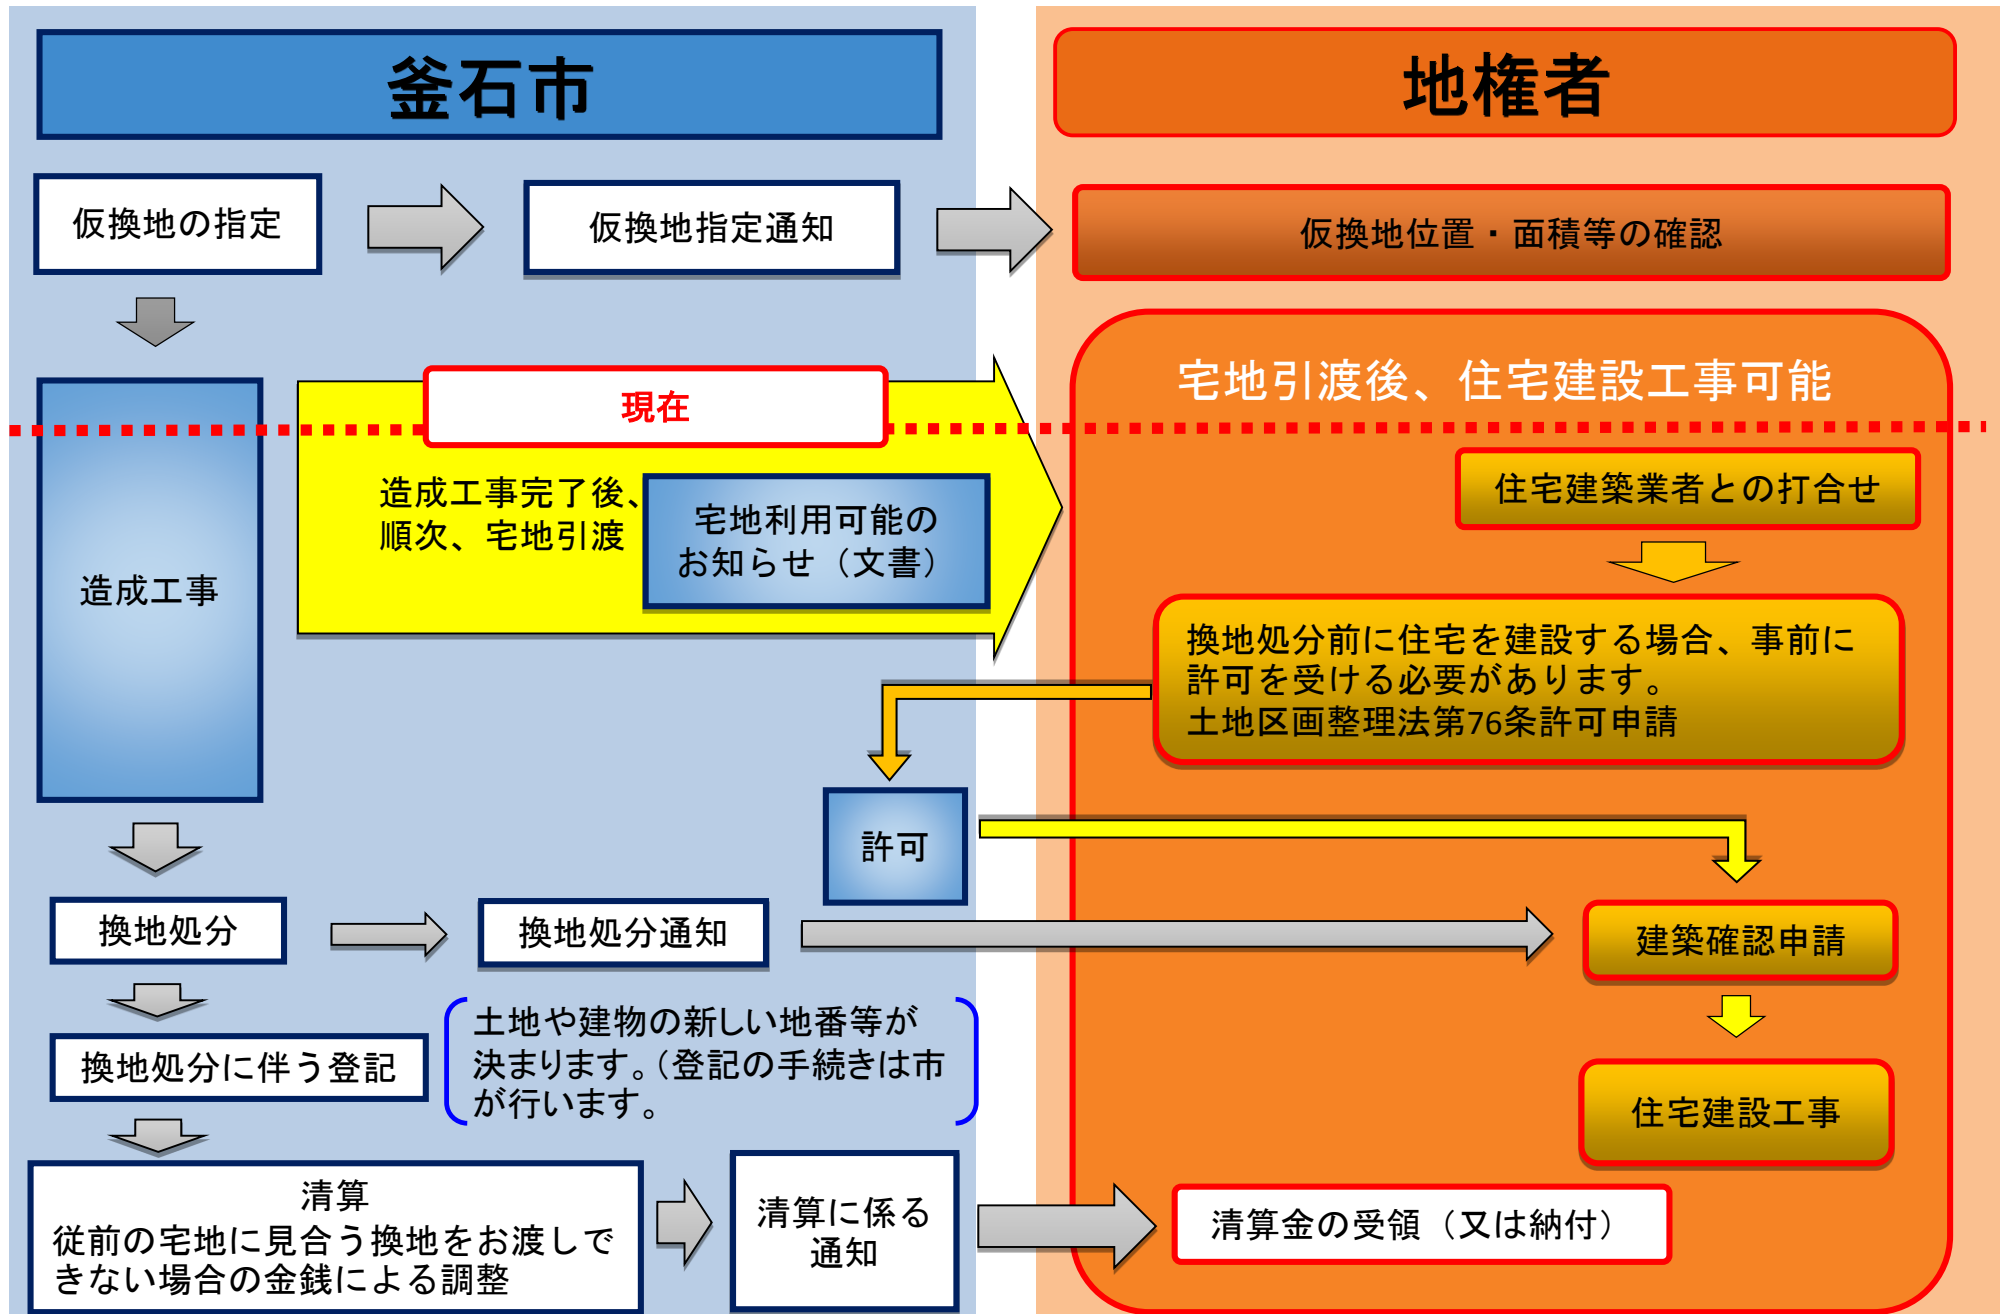 釜石市
地権者
仮換地の指定
仮換地指定通知
仮換地位置・面積等の確認
現在
宅地引渡後、住宅建設工事可能
造成工事
造成工事完了後、
順次、宅地引渡
宅地利用可能の
お知らせ（文書）
住宅建築業者との打合せ
換地処分前に住宅を建設する場合、事前に
許可を受ける必要があります。
土地区画整理法第76条許可申請
許可
換地処分
換地処分通知
建築確認申請
換地処分に伴う登記
土地や建物の新しい地番等が
決まります。（登記の手続きは市
が行います。
住宅建設工事
清算
従前の宅地に見合う換地をお渡しで
きない場合の金銭による調整
清算に係る
通知
清算金の受領（又は納付）